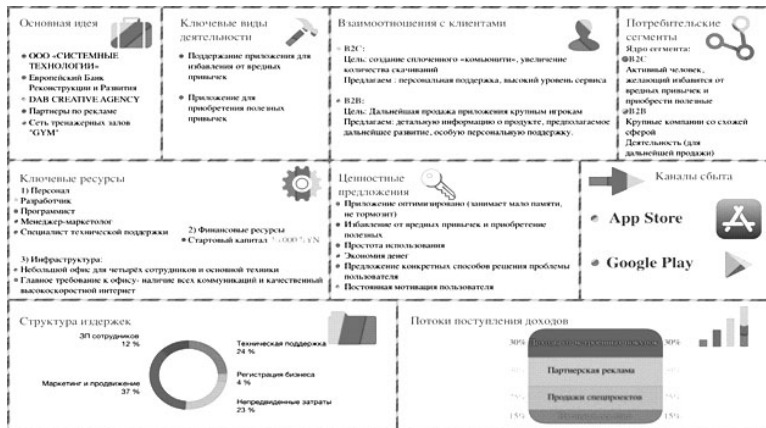 Основная идея
ООО «СИСТЕМНЫЕ
ТЕХНОЛОГИИ»
Европейский Банк
Реконструкции и Развития
DAB CREATIVE AGENCY
Партнеры по рекламе
Сеть тренажерных залов
"GYM"
Ключевые виды
деятельности
Поддержание приложения для
избавления от вредных
привычек
Приложение для
приобретения полезных
привычек
Взаимоотношения с клиентами
B2C:
Цель: создание сплоченного «комьюнити», увеличение
количества скачиваний
Предлагаем : персональная поддержка, высокий уровень сервиса
B2B:
Цель: Дальнейшая продажа приложения крупным игрокам
Предлагаем: детальную информацию о продукте, предполагаемое
дальнейшее развитие, особую персональную поддержку.
Потребительские
сегменты
Ядро сегмента:
B2C
Активный человек,
желающий избавится от
вредных привычек и
приобрести полезные
B2B
Крупные компании со схожей
сферой
Деятельность (для
дальнейшей продажи)
Ключевые ресурсы
1) Персонал
Разработчик
Программист
Менеджер-маркетолог
Специалист технической поддержки
2) Финансовые ресурсы
Стартовый капитал
3) Инфраструктура:
Небольшой офис для четырёх сотрудников и основной техники
Главное требование к офису- наличие всех коммуникаций и качественный
высокоскоростной интернет
Ценностные
предложения
Приложение оптимизировано (занимает мало памяти,
не тормозит)
Избавление от вредных привычек и приобретение
полезных
Простота использования
Экономия денег
Предложение конкретных способов решения проблемы
пользователя
Постоянная мотивация пользователя
Каналы сбыта
App Store
Google Play
Структура издержек
ЗП сотрудников
12 %
Техническая поддержка
24 %
Регистрация бизнеса
4 %
Маркетинг и продвижение
37 %
Непредвиденные затраты
23 %
Потоки поступления доходов
30% 30%
Партнерская реклама
Продажи спецпроектов
15% 15%